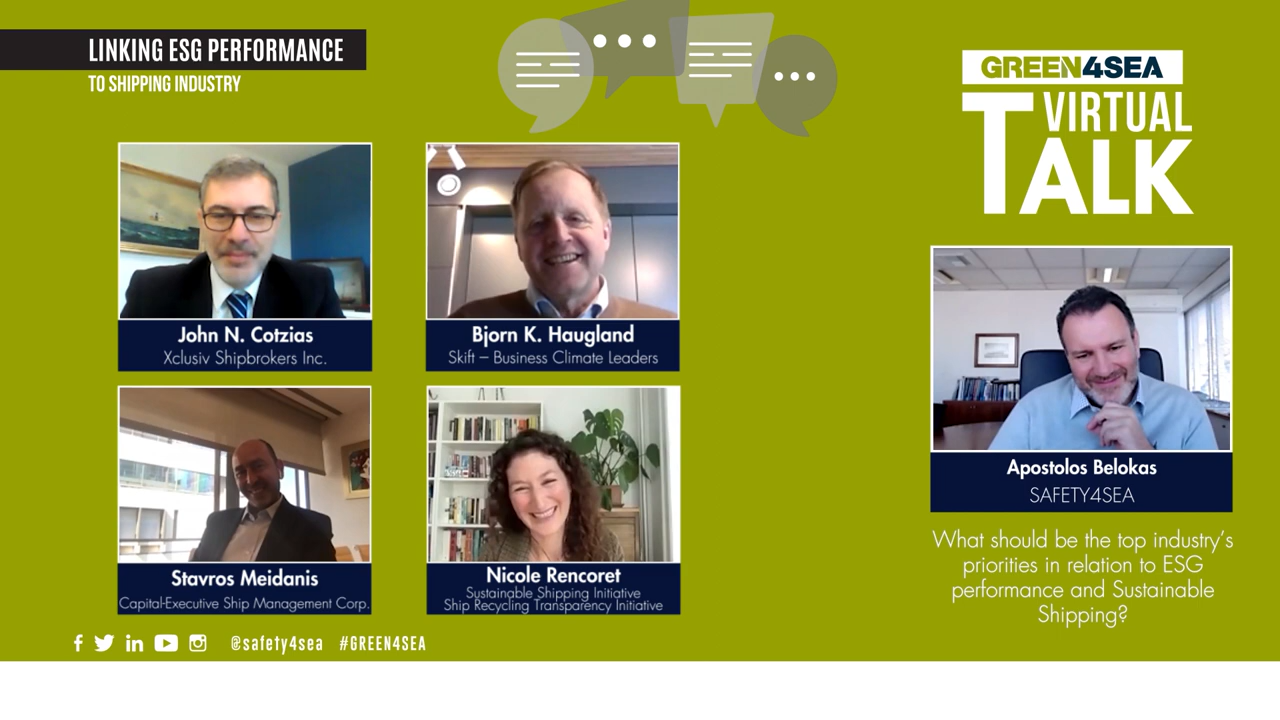 LINKING ESG PERFORMANCE
TO SHIPPING INDUSTRY
GREEN4SEA
VIRTUAL
TALK
John N. Cotzias
Xclusiv Shipbrokers Inc.
Bjorn K. Haugland
Skift – Business Climate Leaders
Stavros Meidanis
Capital-Executive Ship Management Corp.
Nicole Rencoret
Sustainable Shipping Initiative
Ship Recycling Transparency Initiative
Apostolos Belokas
SAFETY4SEA
What should be the top industry's
priorities in relation to ESG
performance and Sustainable
Shipping?
@safety4sea #GREEN4SEA